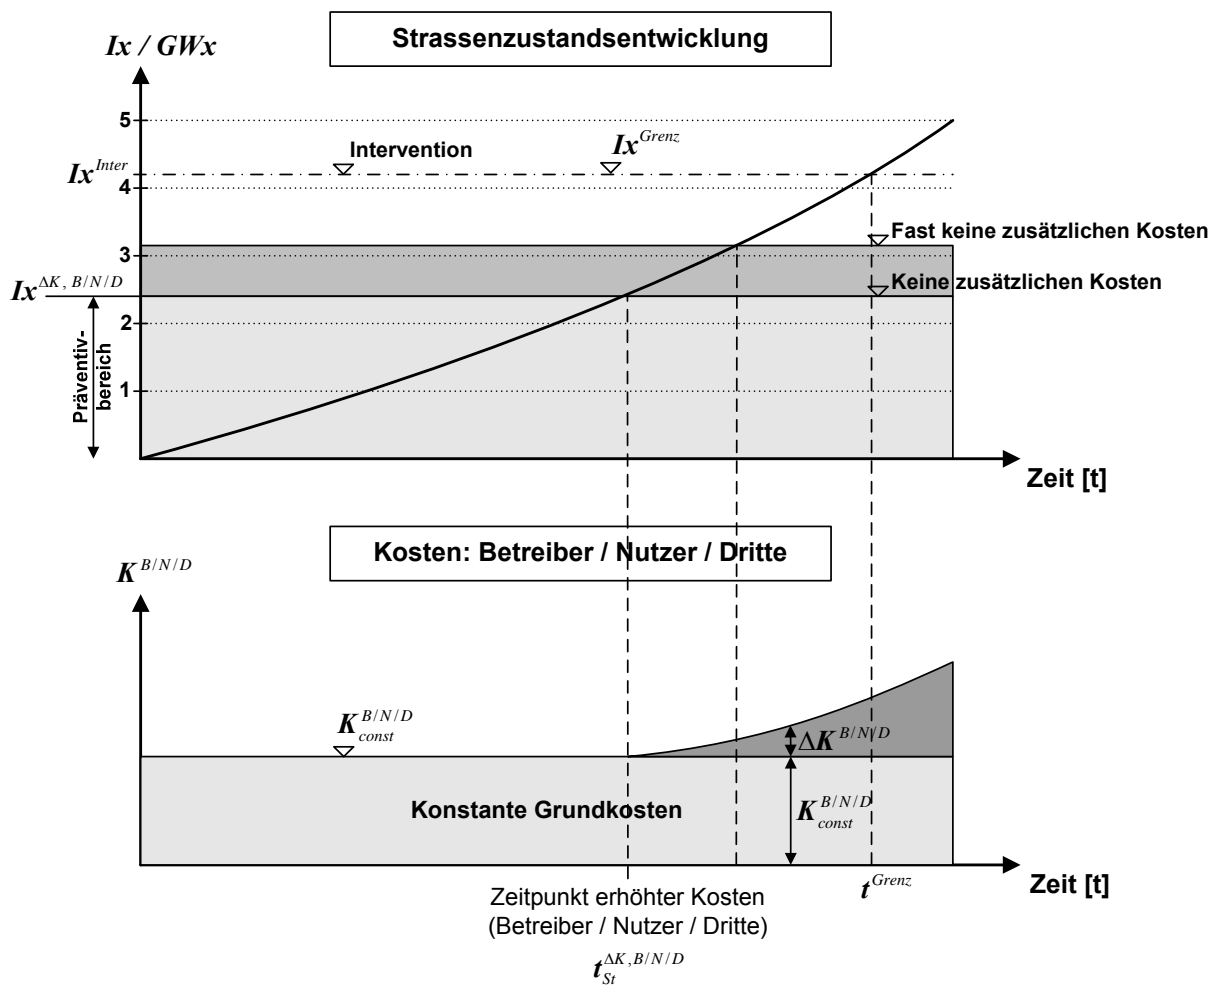 Strassenzustandsentwicklung
Ix / GWx
5
Intervention
Ix^Grenz
Ix^Inter
4
Fast keine zusätzlichen Kosten
3
Ix^ΔK, B/N/D
Keine zusätzlichen Kosten
2
Präventiv-
bereich
1
Zeit [t]
Kosten: Betreiber / Nutzer / Dritte
K^B/N/D
K_const^B/N/D
ΔK^B/N/D
Konstante Grundkosten
K_const^B/N/D
t^Grenz
Zeit [t]
Zeitpunkt erhöhter Kosten
(Betreiber / Nutzer / Dritte)
t_St^ΔK,B/N/D